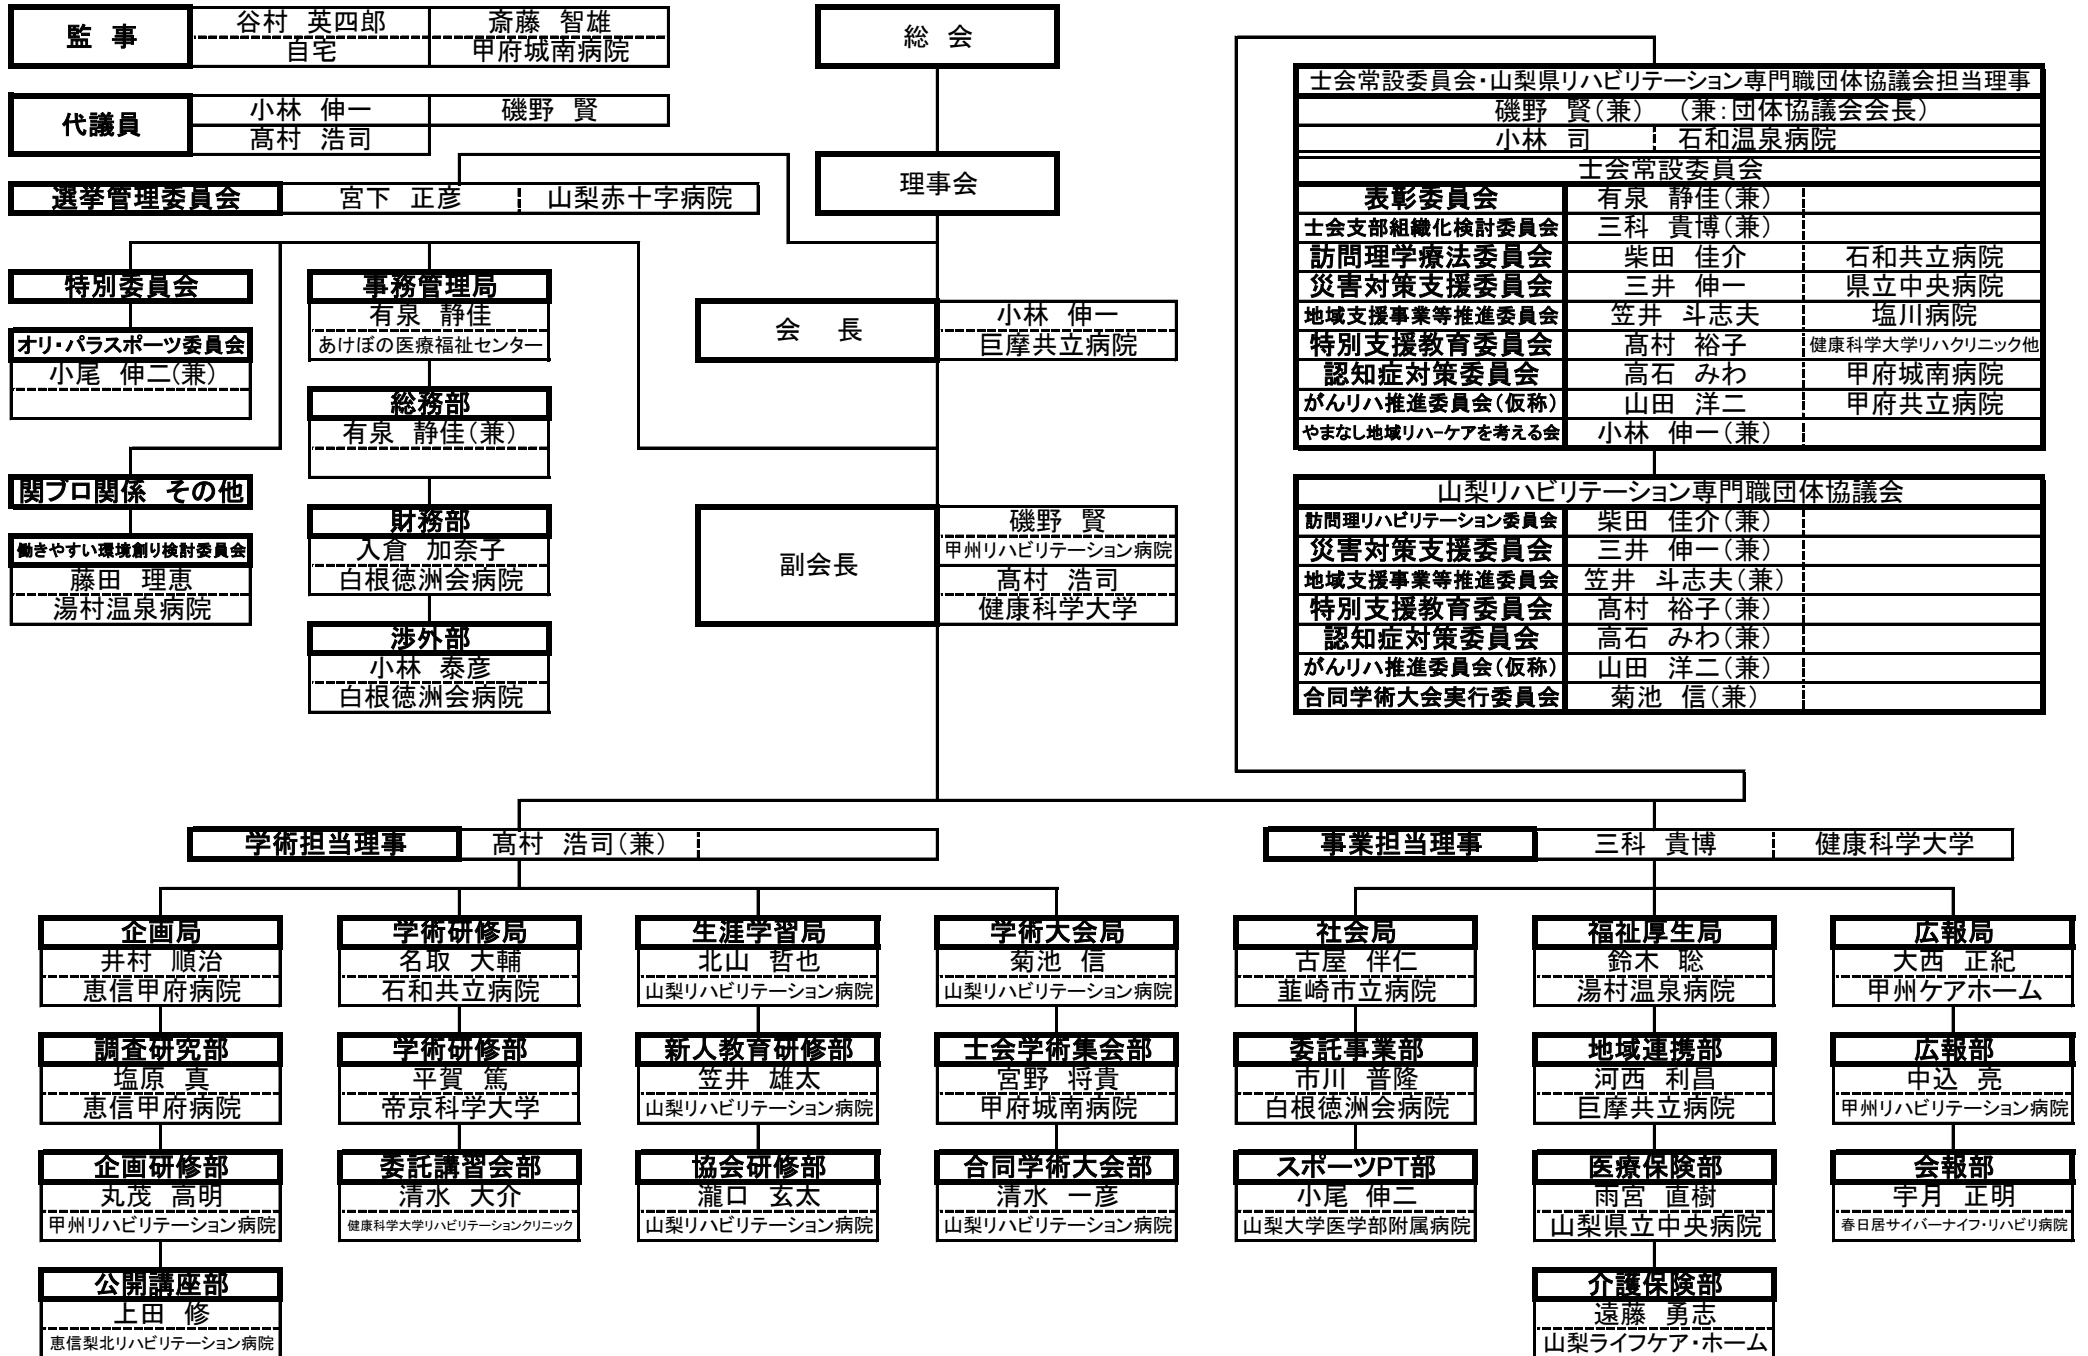 監　事
谷村　英四郎
斎藤　智雄
自宅
甲府城南病院
代議員
小林　伸一
磯野　賢
髙村　浩司
選挙管理委員会
宮下　正彦
山梨赤十字病院
総　会
理事会
特別委員会
オリ・パラスポーツ委員会
小尾　伸二(兼)
関ブロ関係　その他
働きやすい環境創り検討委員会
藤田　理恵
湯村温泉病院
事務管理局
有泉　静佳
あけぼの医療福祉センター
総務部
有泉　静佳(兼)
財務部
入倉　加奈子
白根徳洲会病院
渉外部
小林　泰彦
白根徳洲会病院
会　長
小林　伸一
巨摩共立病院
副会長
磯野　賢
甲州リハビリテーション病院
髙村　浩司
健康科学大学
士会常設委員会・山梨県リハビリテーション専門職団体協議会担当理事
磯野　賢(兼)　(兼:団体協議会会長)
小林　司
石和温泉病院
士会常設委員会
表彰委員会
有泉　静佳(兼)
士会支部組織化検討委員会
三科　貴博(兼)
訪問理学療法委員会
柴田　佳介
石和共立病院
災害対策支援委員会
三井　伸一
県立中央病院
地域支援事業等推進委員会
笠井　斗志夫
塩川病院
特別支援教育委員会
髙村　裕子
健康科学大学リハクリニック他
認知症対策委員会
高石　みわ
甲府城南病院
がんリハ推進委員会(仮称)
山田　洋二
甲府共立病院
やまなし地域リハｰケアを考える会
小林　伸一(兼)
山梨リハビリテーション専門職団体協議会
訪問理リハビリテーション委員会
柴田　佳介(兼)
災害対策支援委員会
三井　伸一(兼)
地域支援事業等推進委員会
笠井　斗志夫(兼)
特別支援教育委員会
髙村　裕子(兼)
認知症対策委員会
高石　みわ(兼)
がんリハ推進委員会(仮称)
山田　洋二(兼)
合同学術大会実行委員会
菊池　信(兼)
学術担当理事
髙村　浩司(兼)
事業担当理事
三科　貴博
健康科学大学
企画局
井村　順治
恵信甲府病院
調査研究部
塩原　真
恵信甲府病院
企画研修部
丸茂　高明
甲州リハビリテーション病院
公開講座部
上田　修
恵信梨北リハビリテーション病院
学術研修局
名取　大輔
石和共立病院
学術研修部
平賀　篤
帝京科学大学
委託講習会部
清水　大介
健康科学大学リハビリテーションクリニック
生涯学習局
北山　哲也
山梨リハビリテーション病院
新人教育研修部
笠井　雄太
山梨リハビリテーション病院
協会研修部
瀧口　玄太
山梨リハビリテーション病院
学術大会局
菊池　信
山梨リハビリテーション病院
士会学術集会部
宮野　将貴
甲府城南病院
合同学術大会部
清水　一彦
山梨リハビリテーション病院
社会局
古屋　伴仁
韮崎市立病院
委託事業部
市川　普隆
白根徳洲会病院
スポーツPT部
小尾　伸二
山梨大学医学部附属病院
福祉厚生局
鈴木　聡
湯村温泉病院
地域連携部
河西　利昌
巨摩共立病院
医療保険部
雨宮　直樹
山梨県立中央病院
介護保険部
遠藤　勇志
山梨ライフケア・ホーム
広報局
大西　正紀
甲州ケアホーム
広報部
中込　亮
甲州リハビリテーション病院
会報部
宇月　正明
春日居サイバーナイフ・リハビリ病院